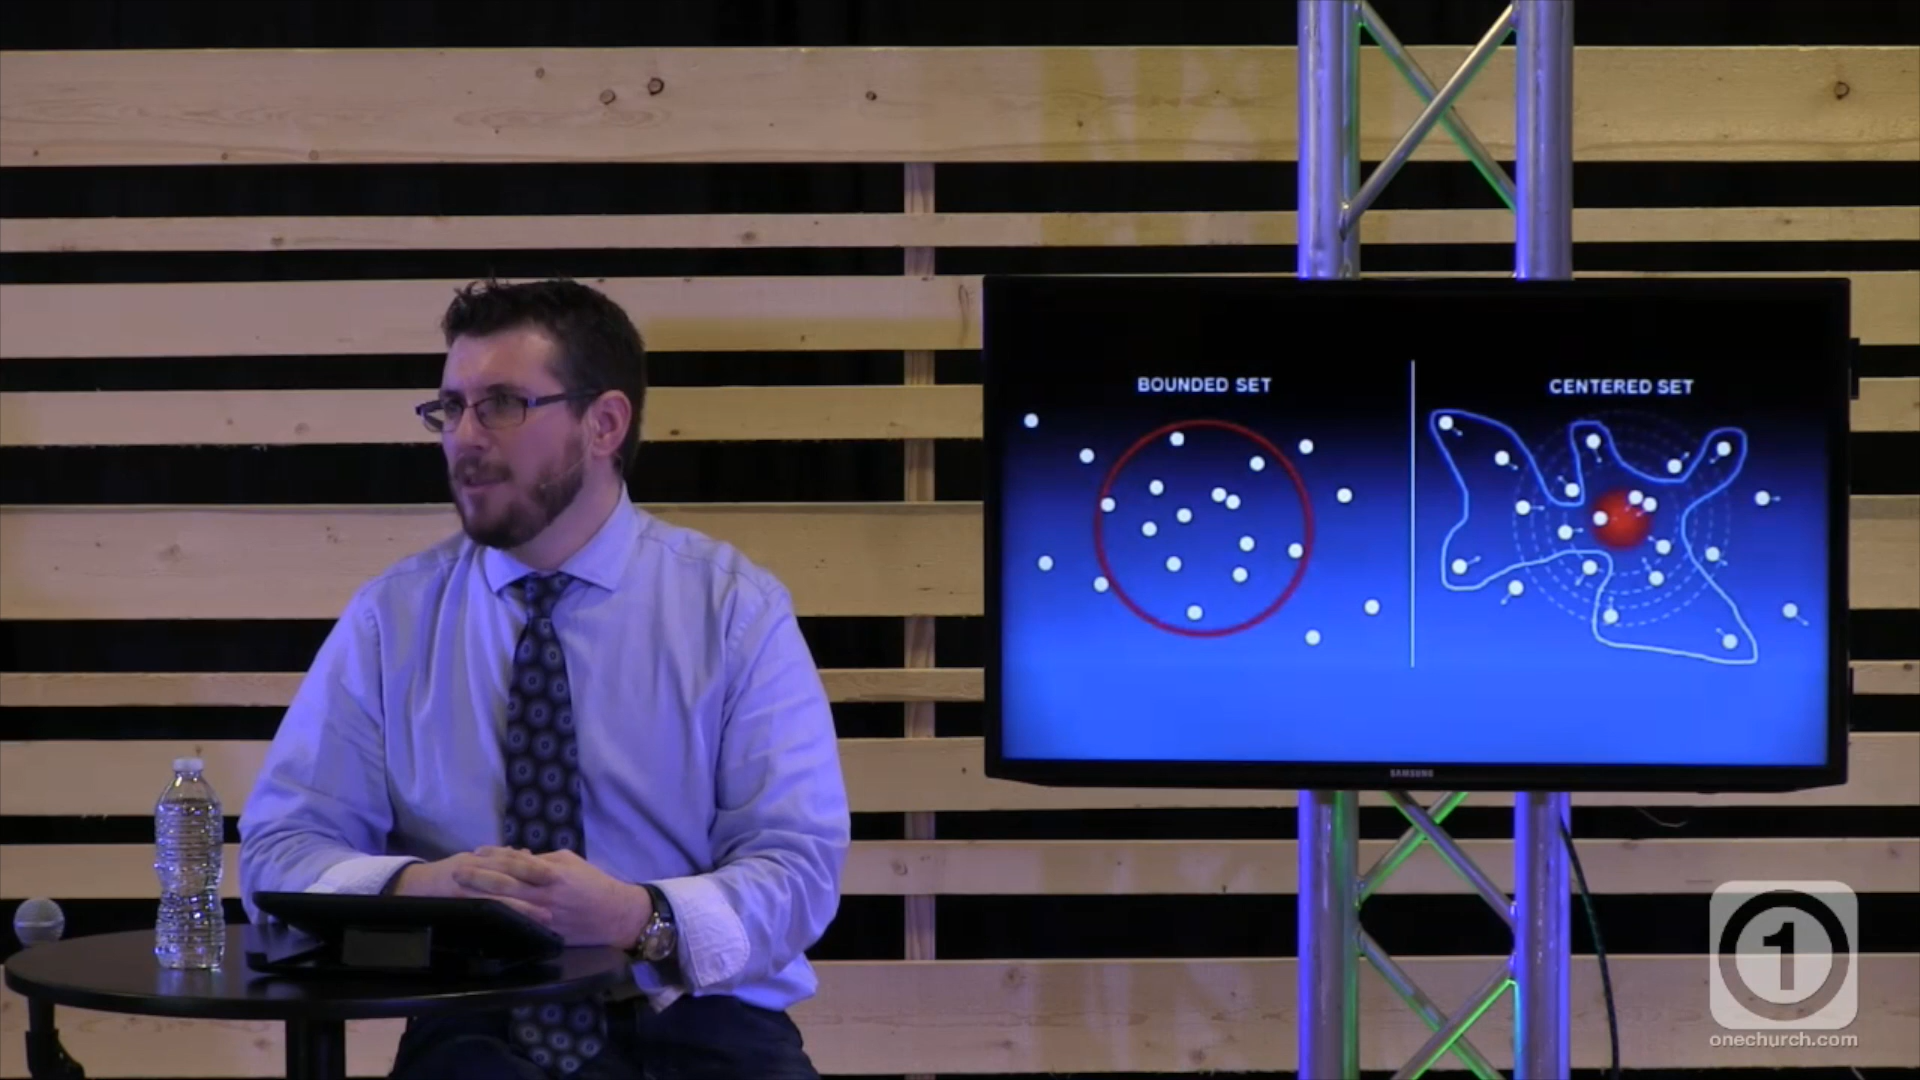 BOUNDED SET
CENTERED SET
SAMSUNG
1
onechurch.com